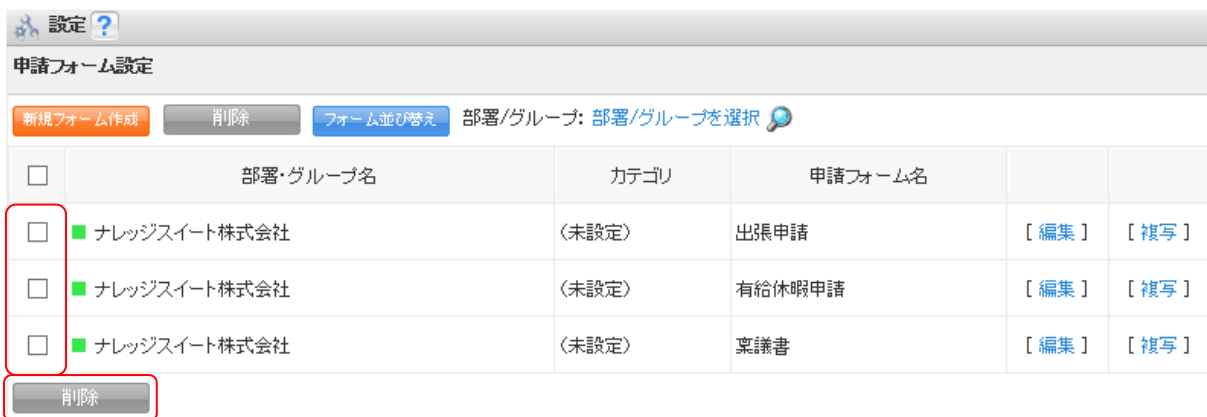 設定 ?
申請フォーム設定
新規フォーム作成 削除 フォーム並び替え 部署/グループ: 部署/グループを選択
部署・グループ名 カテゴリ 申請フォーム名
ナレッジスイート株式会社 (未設定) 出張申請 [ 編集 ] [ 複写 ]
ナレッジスイート株式会社 (未設定) 有給休暇申請 [ 編集 ] [ 複写 ]
ナレッジスイート株式会社 (未設定) 稟議書 [ 編集 ] [ 複写 ]
削除